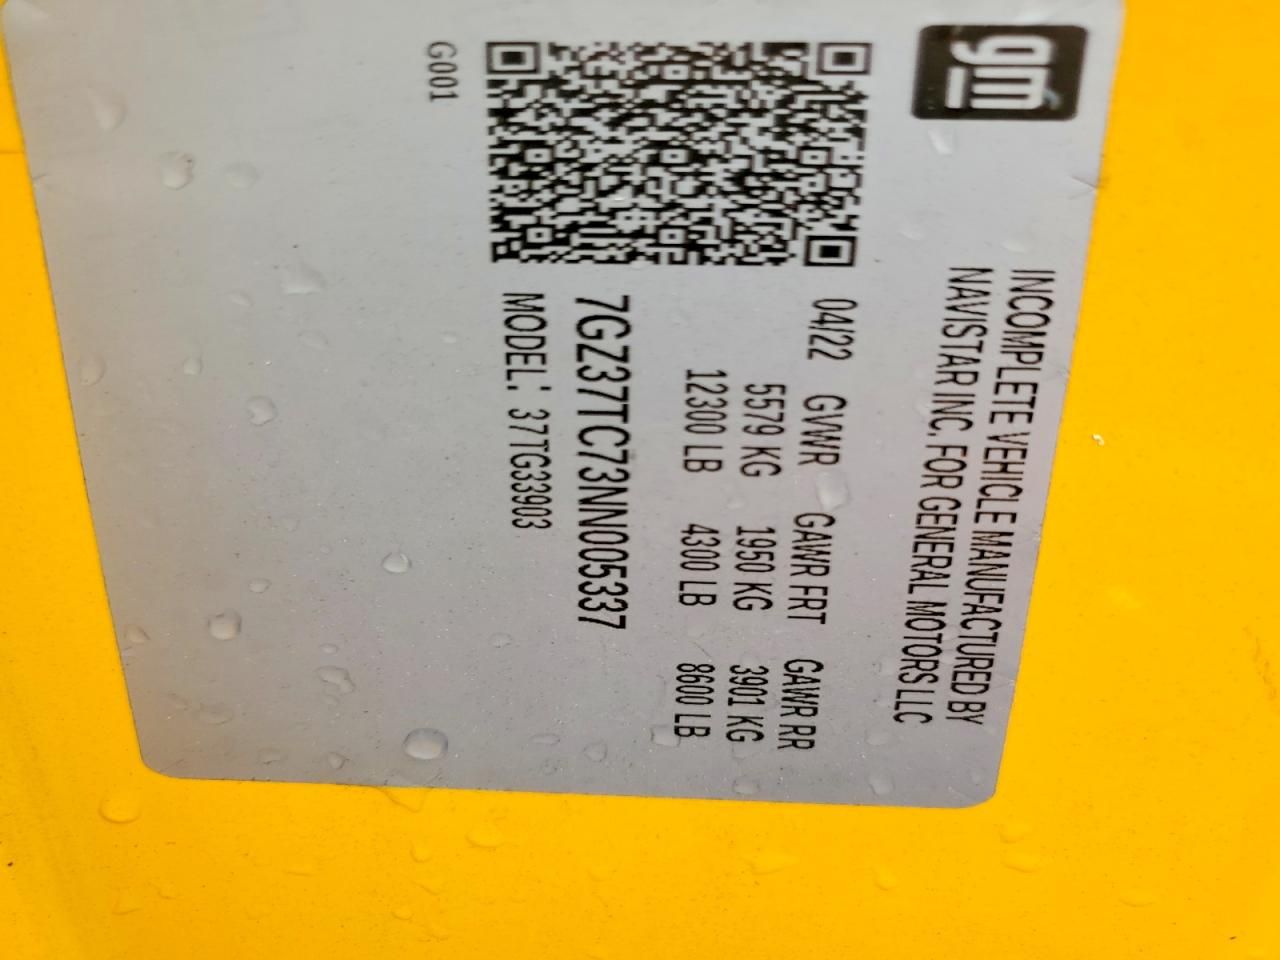 gm
INCOMPLETE VEHICLE MANUFACTURED BY
NAVISTAR INC. FOR GENERAL MOTORS LLC
04/22 GVWR GAWR FRT GAWR RR
5579 KG 1950 KG 3901 KG
12300 LB 4300 LB 8600 LB
7GZ37TC73NN005337
MODEL: 37TG33903
G001